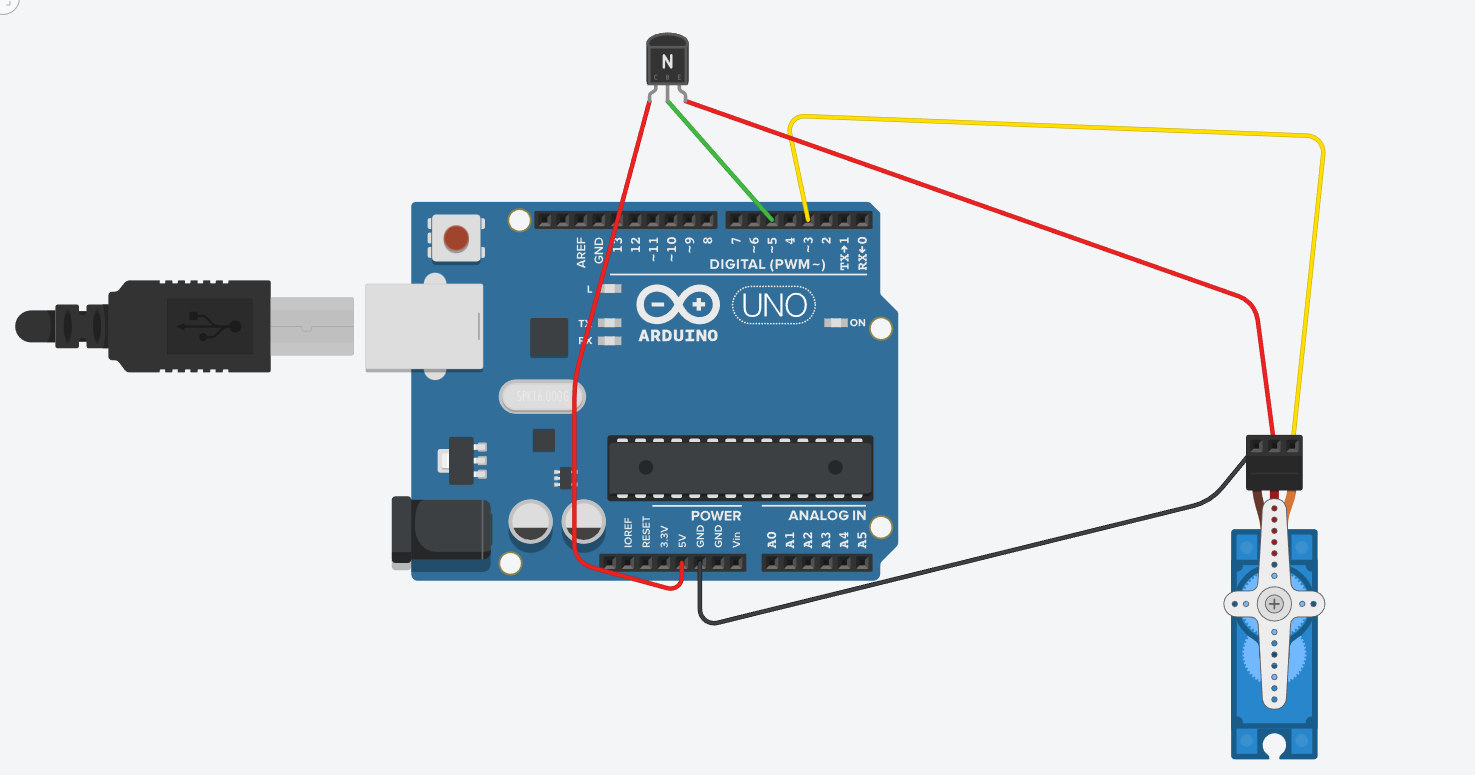 N
C B E
AREF
GND
13
12
~11
~10
~9
8
7
~6
~5
4
~3
2
TX→1
RX←0
DIGITAL (PWM~)
L
TX
RX
UNO
ARDUINO
ON
SPK16.000G
POWER
ANALOG IN
IOREF
RESET
3.3V
5V
GND
GND
Vin
A0
A1
A2
A3
A4
A5